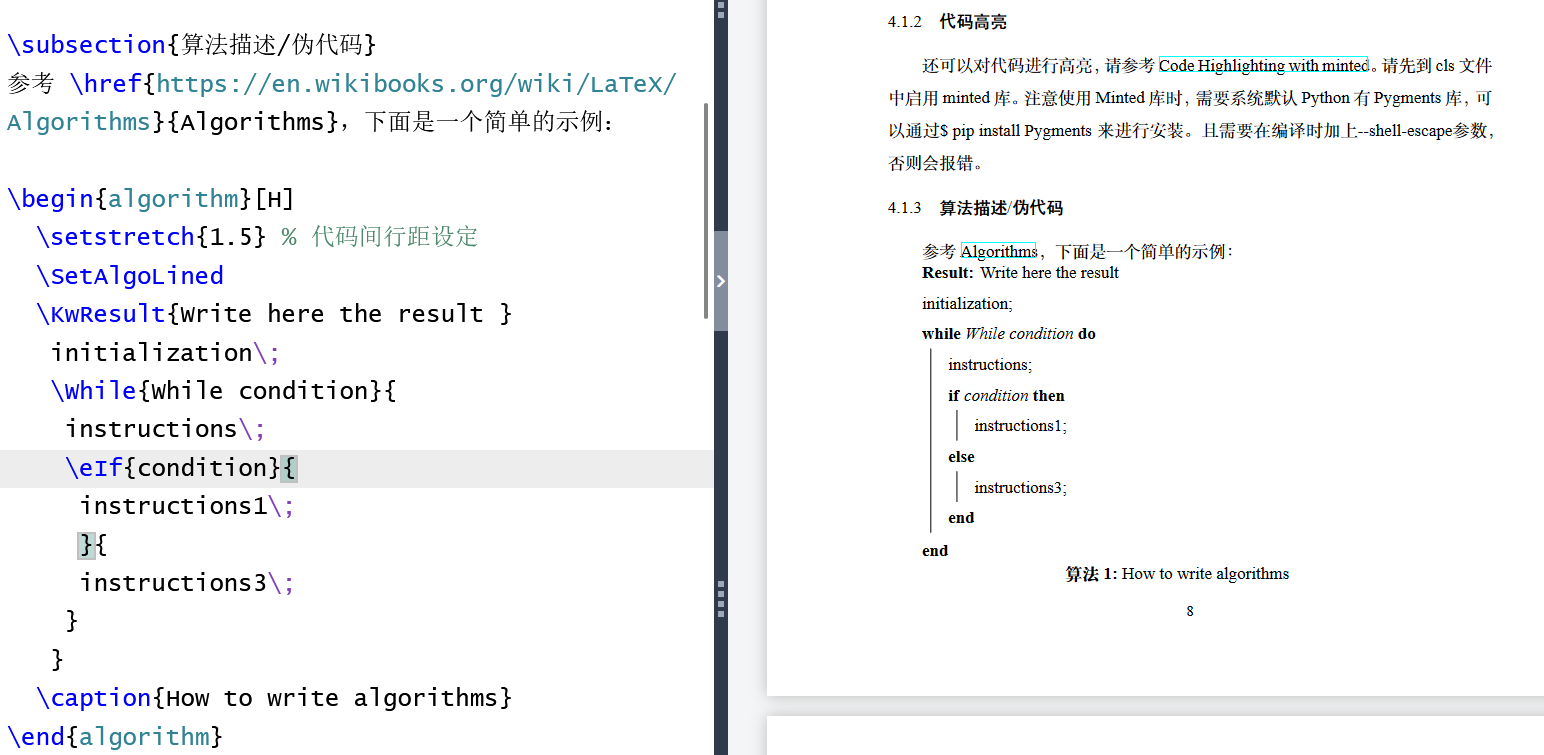 \subsection{算法描述/伪代码}
参考 \href{https://en.wikibooks.org/wiki/LaTeX/
Algorithms}{Algorithms}，下面是一个简单的示例：
\begin{algorithm}[H]
\setstretch{1.5} % 代码间行距设定
\SetAlgoLined
\KwResult{Write here the result }
initialization\;
\While{While condition}{
instructions\;
\eIf{condition}{
instructions1\;
}{
instructions3\;
}
}
\caption{How to write algorithms}
\end{algorithm}
4.1.2 代码高亮
还可以对代码进行高亮，请参考 Code Highlighting with minted。请先到 cls 文件
中启用 minted 库。注意使用 Minted 库时，需要系统默认 Python 有 Pygments 库，可
以通过$ pip install Pygments 来进行安装。且需要在编译时加上--shell-escape参数，
否则会报错。
4.1.3 算法描述/伪代码
参考 Algorithms，下面是一个简单的示例：
Result: Write here the result
initialization;
while While condition do
instructions;
if condition then
instructions1;
else
instructions3;
end
end
算法 1: How to write algorithms
8